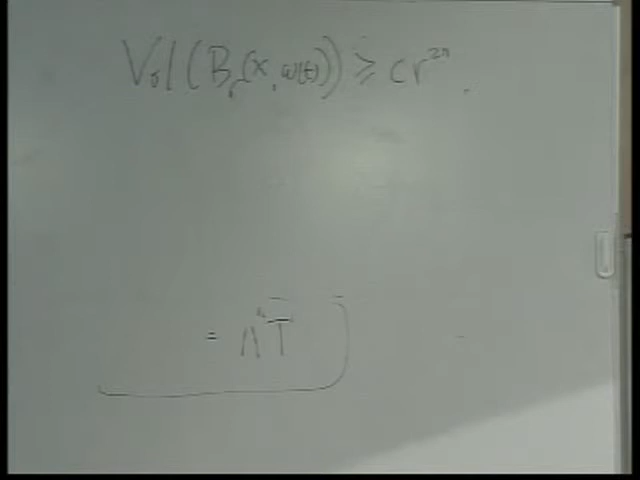 Vol(B_r(x, ω(t))) ≥ cr^{2n}.
= Λ^n T